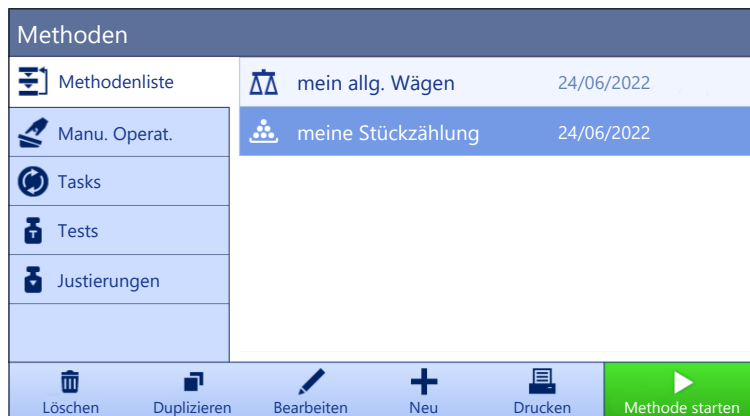 Methoden
Methodenliste
mein allg. Wägen 24/06/2022
Manu. Operat.
meine Stückzählung 24/06/2022
Tasks
Tests
Justierungen
Löschen Duplizieren Bearbeiten Neu Drucken Methode starten